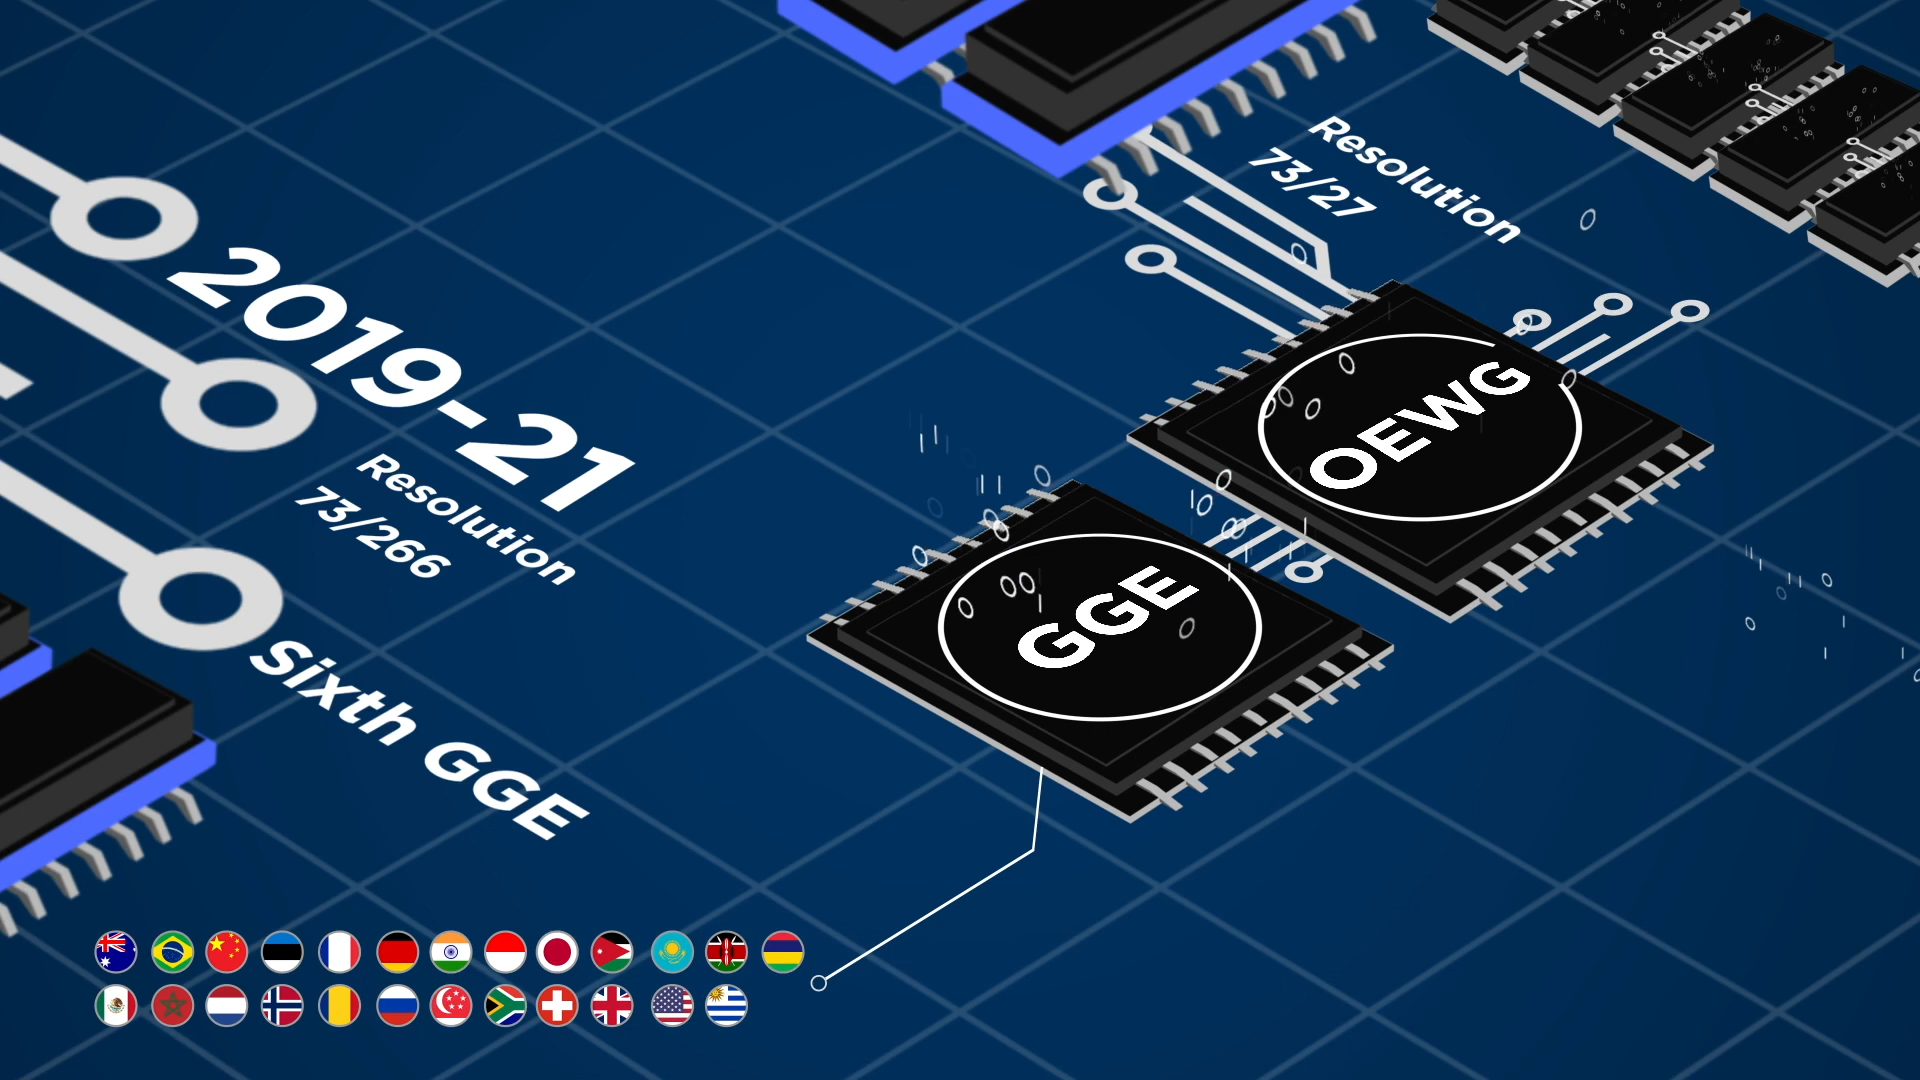 2019-21
Resolution
73/266
Sixth GGE
Resolution
73/27
OEWG
GGE